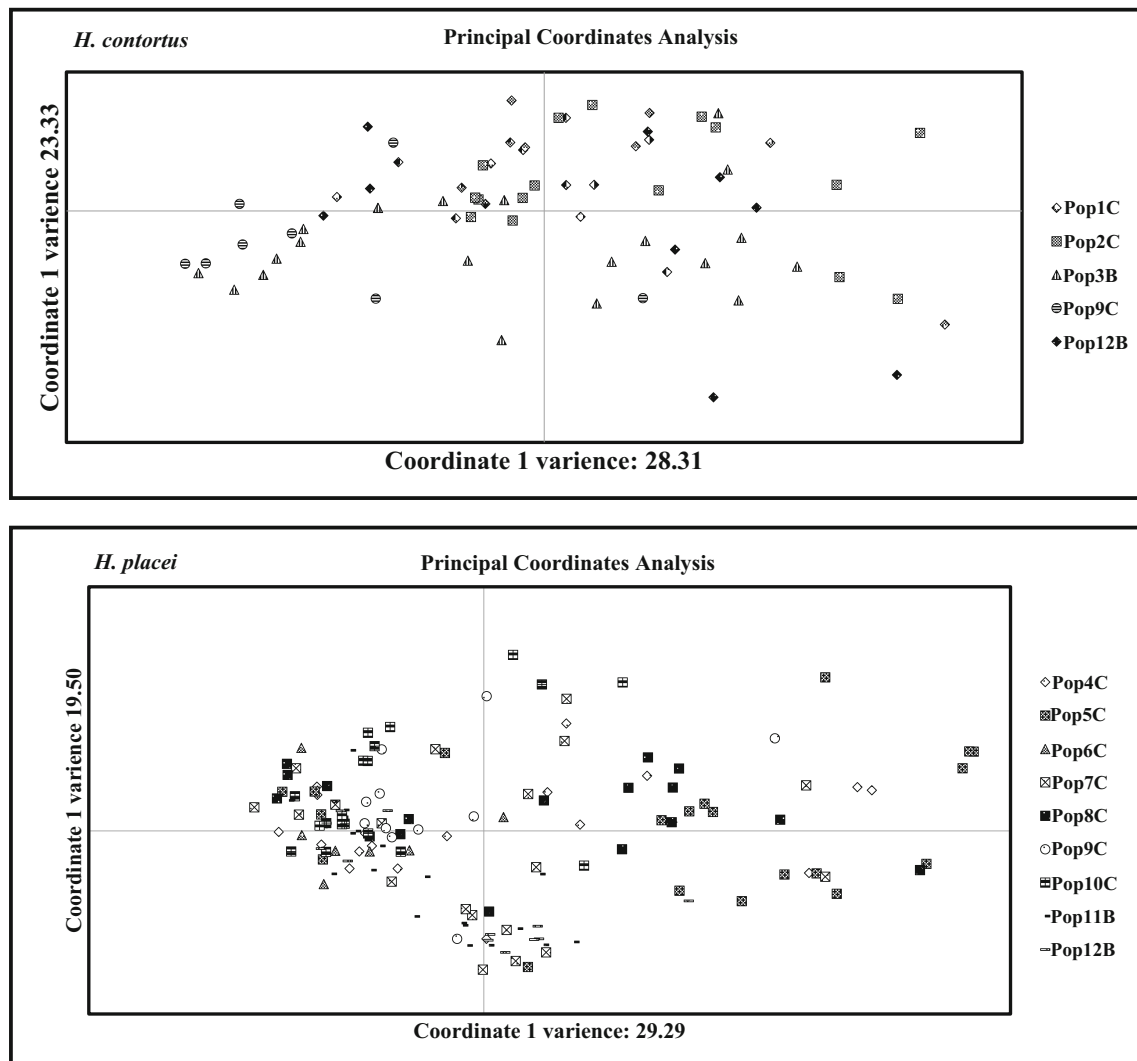 H. contortus
Principal Coordinates Analysis
Coordinate 1 varience 23.33
Pop1C
Pop2C
Pop3B
Pop9C
Pop12B
Coordinate 1 varience: 28.31
H. placei
Principal Coordinates Analysis
Coordinate 1 varience 19.50
Pop4C
Pop5C
Pop6C
Pop7C
Pop8C
Pop9C
Pop10C
Pop11B
Pop12B
Coordinate 1 varience: 29.29